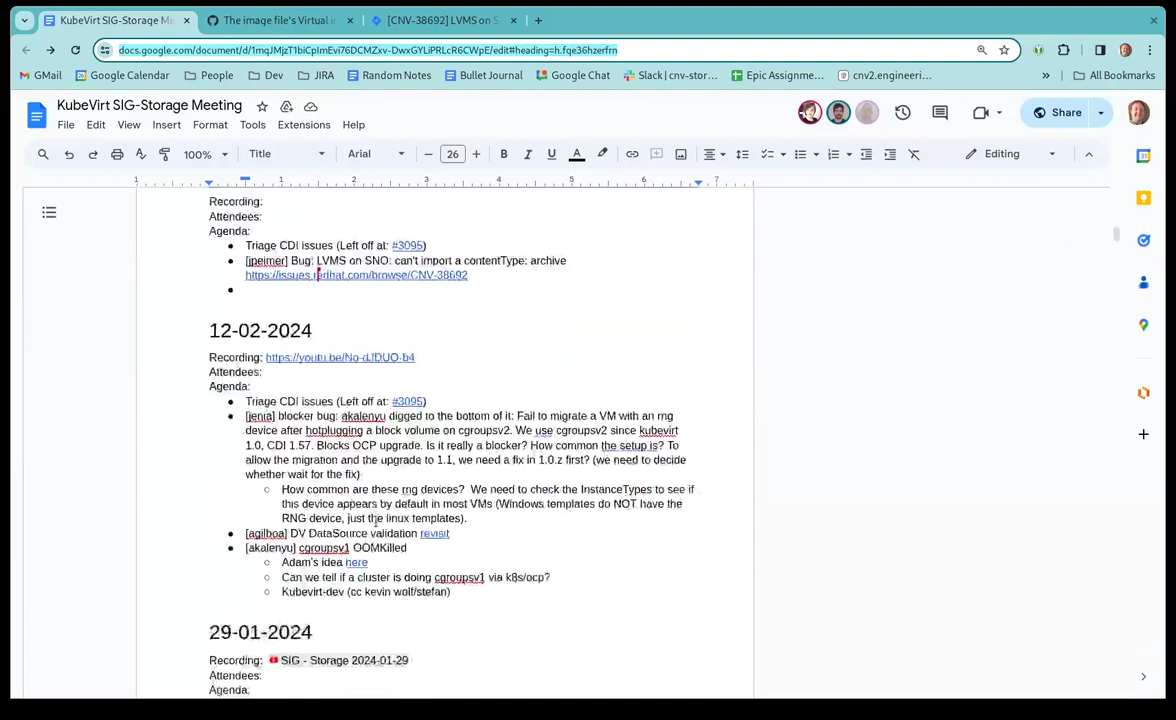 KubeVirt SIG-Storage M
The image file's Virtual i
[CNV-38692] LVMS on S
docs.google.com/document/d/1mqJMjzT1biCpImEvi76DCMZxv-DwxGYLiPRLcR6CWpE/edit#heading=h.fqe36hzerfrn
GMail
Google Calendar
People
Dev
JIRA
Random Notes
Bullet Journal
Google Chat
Slack | cnv-stor...
Epic Assignme...
cnv2.engineeri...
All Bookmarks
KubeVirt SIG-Storage Meeting
File Edit View Insert Format Tools Extensions Help
Share
100% Title Arial 26 Editing
1 1 2 3 4 5 6 7
Recording:
Attendees:
Agenda:
Triage CDI issues (Left off at: #3095)
[jpeimer] Bug: LVMS on SNO: can't import a contentType: archive
https://issues.redhat.com/browse/CNV-38692
12-02-2024
Recording:
Attendees:
Agenda:
Triage CDI issues (Left off at: #3095)
[jenia] blocker bug: akalenyu digged to the bottom of it: Fail to migrate a VM with an rng
device after hotplugging a block volume on cgroupsv2. We use cgroupsv2 since kubevirt
1.0, CDI 1.57. Blocks OCP upgrade. Is it really a blocker? How common the setup is? To
allow the migration and the upgrade to 1.1, we need a fix in 1.0.z first? (we need to decide
whether wait for the fix)
How common are these rng devices? We need to check the InstanceTypes to see if
this device appears by default in most VMs (Windows templates do NOT have the
RNG device, just the linux templates).
[agilboa] DV DataSource validation revisit
[akalenyu] cgroupsv1 OOMKilled
Adam's idea here
Can we tell if a cluster is doing cgroupsv1 via k8s/ocp?
Kubevirt-dev (cc kevin wolf/stefan)
29-01-2024
Recording: SIG - Storage 2024-01-29
Attendees:
Agenda: